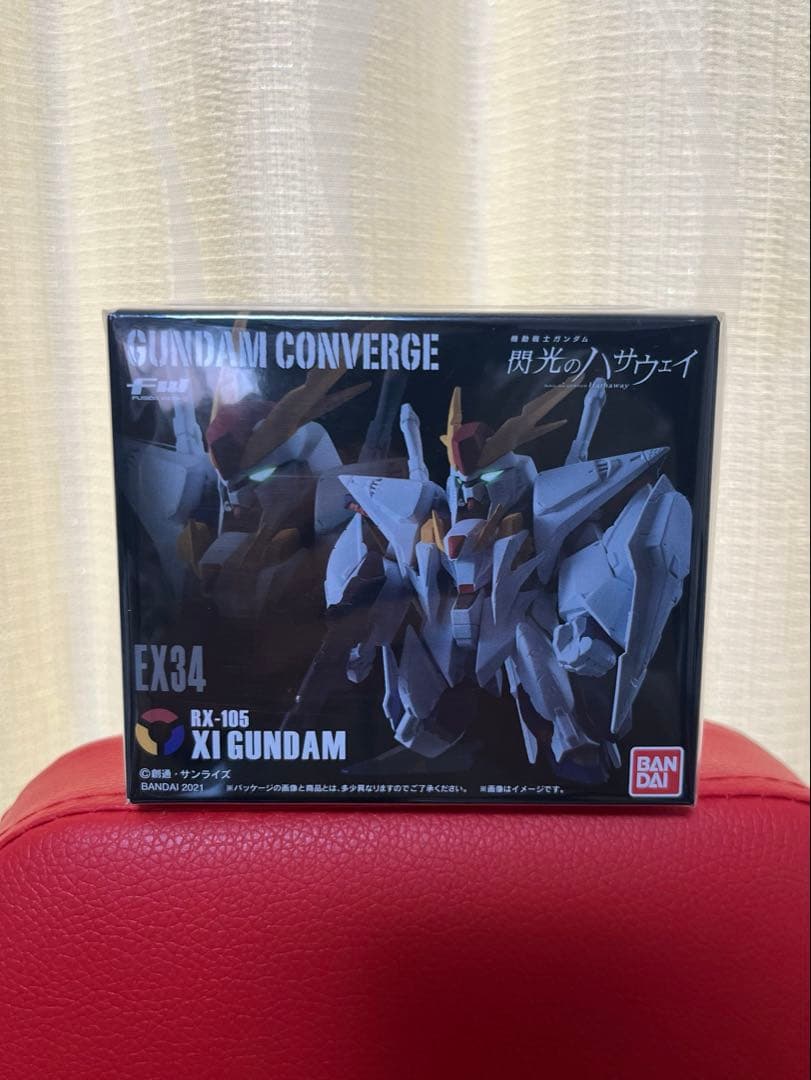 GUNDAM CONVERGE
FW
機動戦士ガンダム
閃光のハサウェイ
Hathaway
EX34
RX-105
XI GUNDAM
©創通・サンライズ
BANDAI 2021 ※パッケージの画像と商品とは、多少異なりますのでご了承ください。 ※画像はイメージです。
BAN
DAI